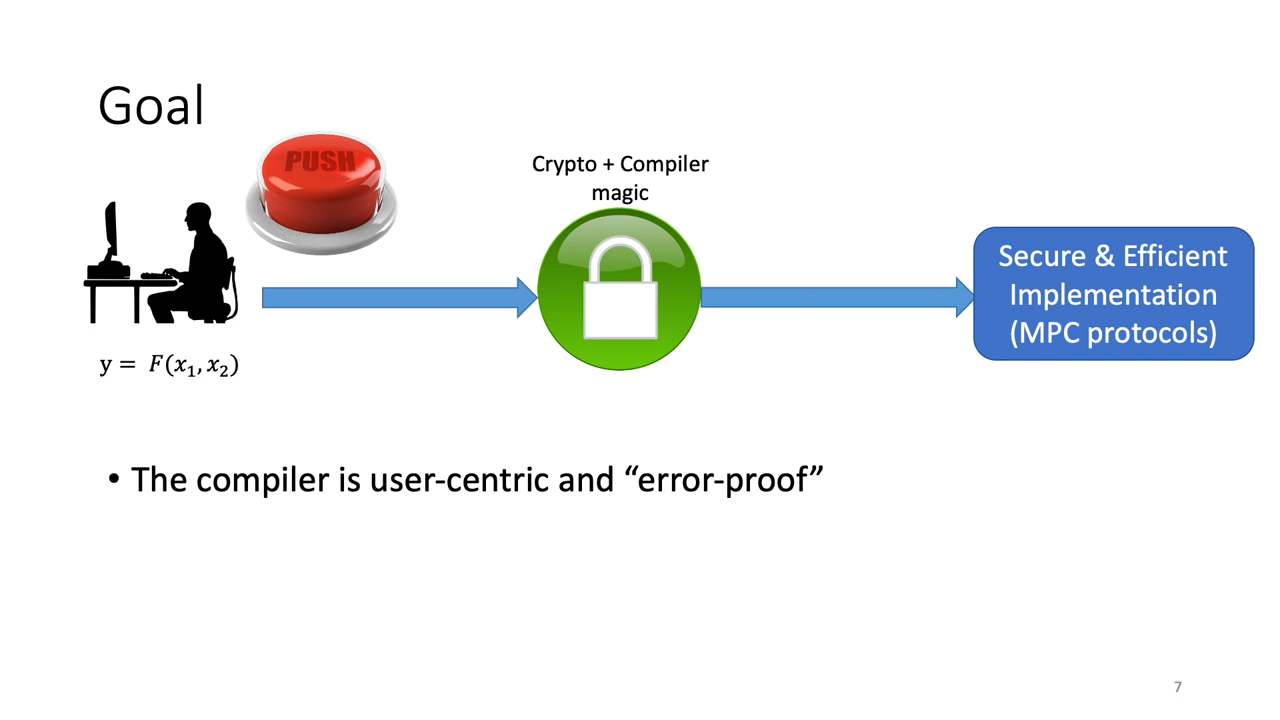 Goal
PUSH
Crypto + Compiler
magic
Secure & Efficient
Implementation
(MPC protocols)
y = F(x₁, x₂)
• The compiler is user-centric and “error-proof”
7